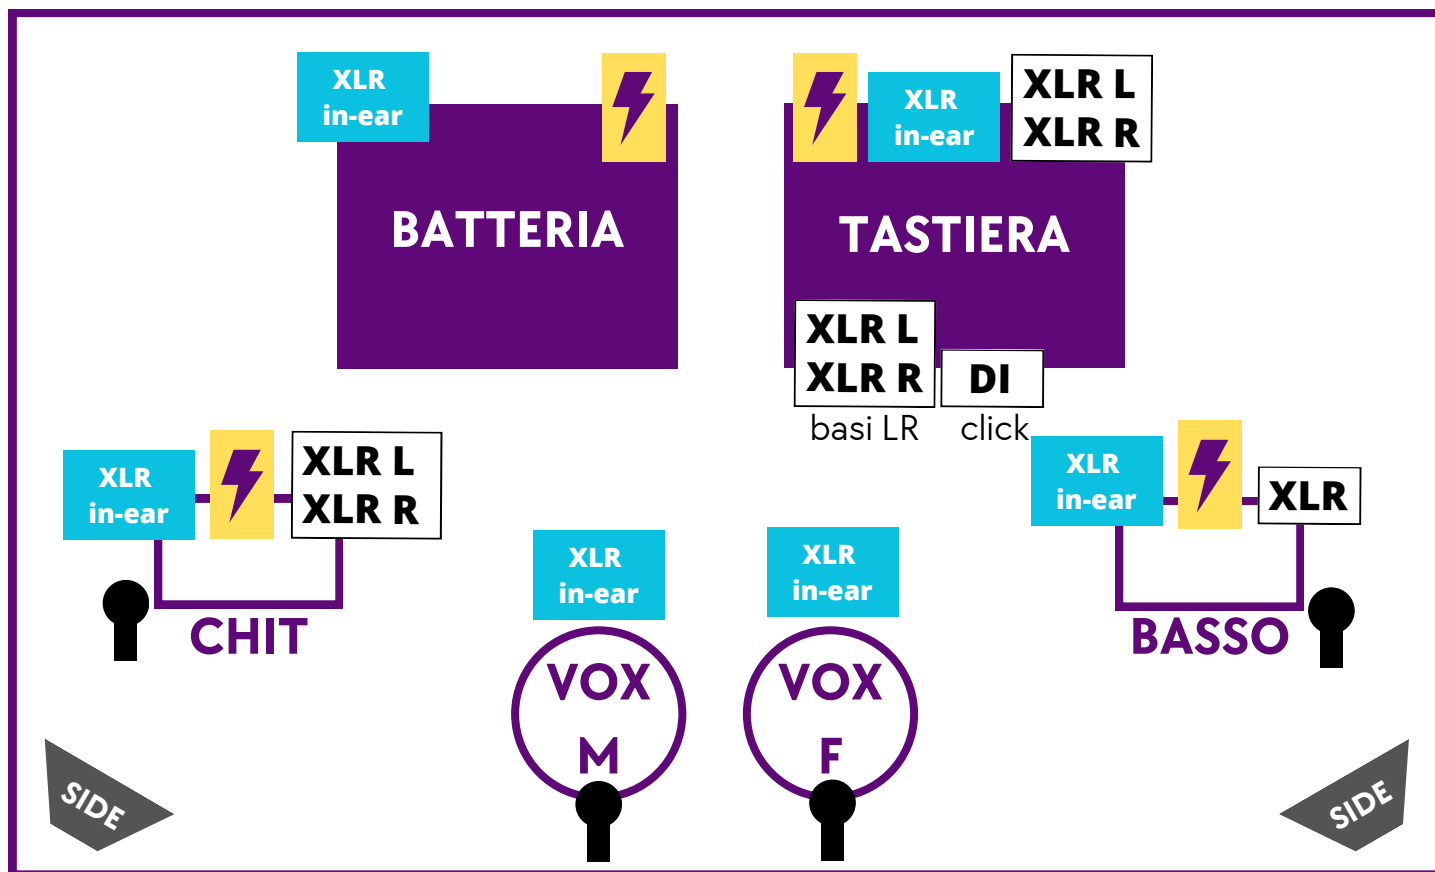 XLR
in-ear
BATTERIA
XLR
in-ear
XLR L
XLR R
TASTIERA
XLR L
XLR R
basi LR
DI
click
XLR
in-ear
XLR L
XLR R
CHIT
XLR
in-ear
VOX
M
XLR
in-ear
VOX
F
XLR
in-ear
XLR
BASSO
SIDE
SIDE